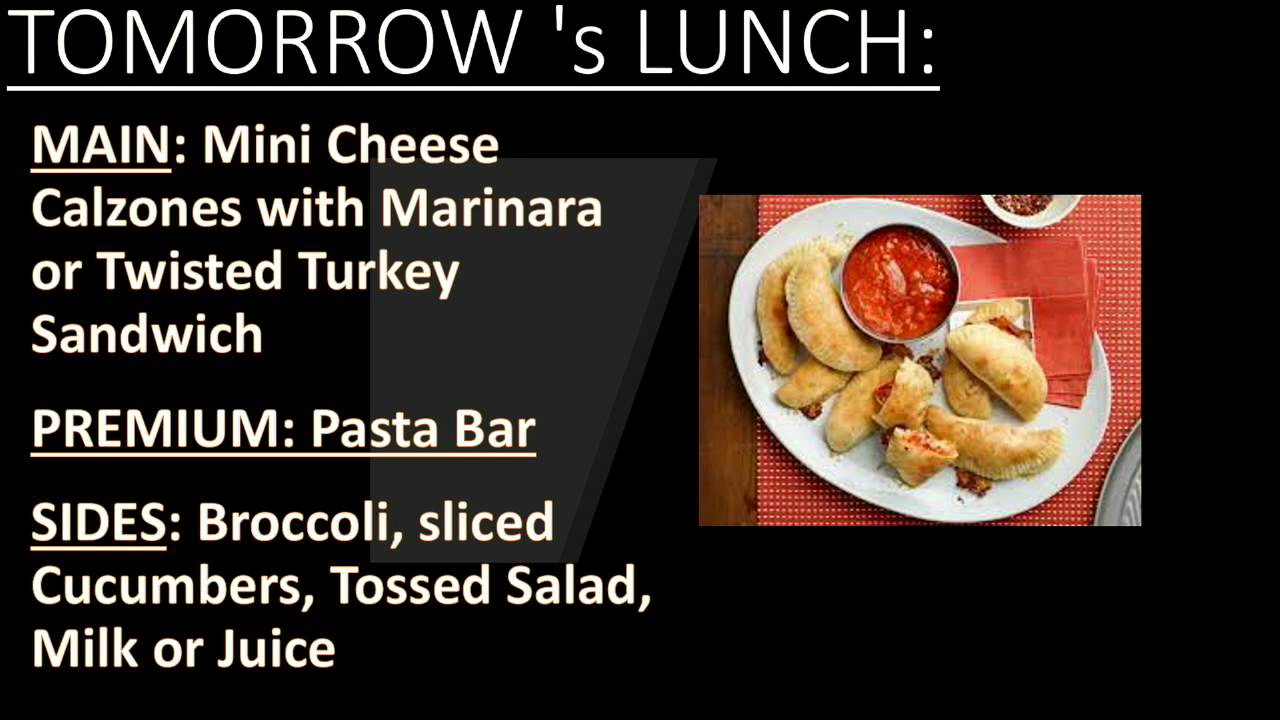 TOMORROW 's LUNCH:
MAIN: Mini Cheese
Calzones with Marinara
or Twisted Turkey
Sandwich
PREMIUM: Pasta Bar
SIDES: Broccoli, sliced
Cucumbers, Tossed Salad,
Milk or Juice